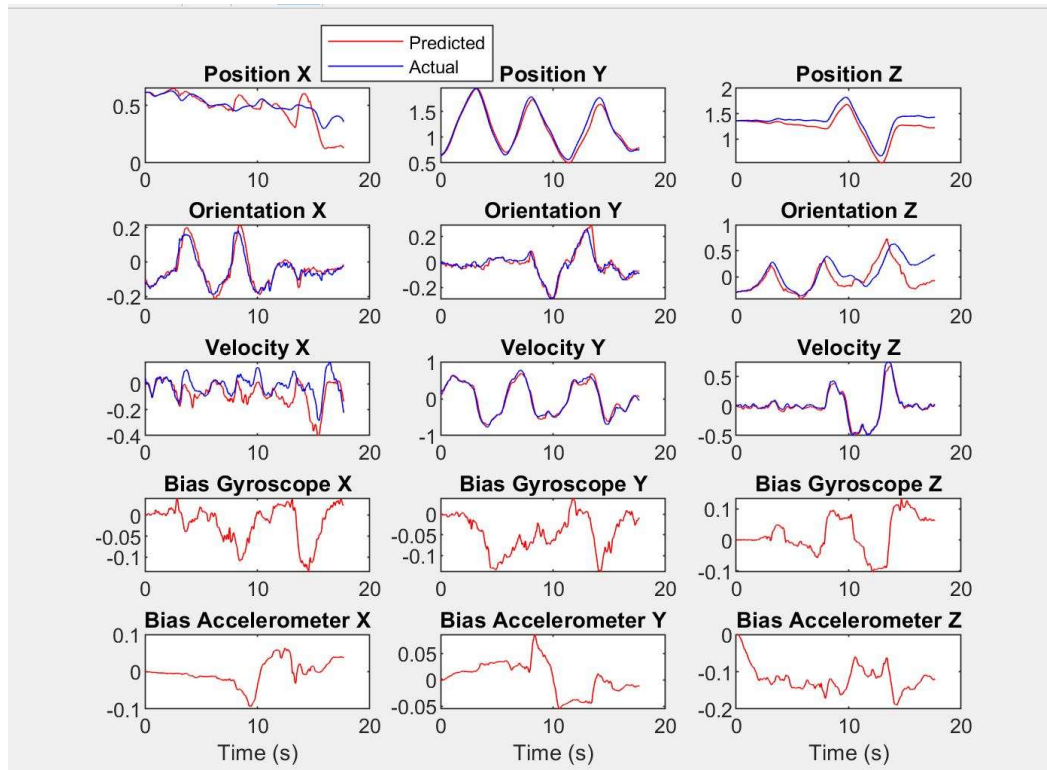 Predicted
Actual
Position X
Position Y
Position Z
0.5
0
0 10 20
1.5
1
0.5
0 10 20
2
1.5
1
0 10 20
Orientation X
Orientation Y
Orientation Z
0.2
0
-0.2
0 10 20
0.2
0
-0.2
0 10 20
1
0.5
0
0 10 20
Velocity X
Velocity Y
Velocity Z
0
-0.2
-0.4
0 10 20
1
0
-1
0 10 20
0.5
0
-0.5
0 10 20
Bias Gyroscope X
Bias Gyroscope Y
Bias Gyroscope Z
0
-0.05
-0.1
0 10 20
0
-0.05
-0.1
0 10 20
0.1
0
-0.1
0 10 20
Bias Accelerometer X
Bias Accelerometer Y
Bias Accelerometer Z
0.1
0
-0.1
0 10 20
0.05
0
-0.05
0 10 20
0
-0.1
-0.2
0 10 20
Time (s)
Time (s)
Time (s)